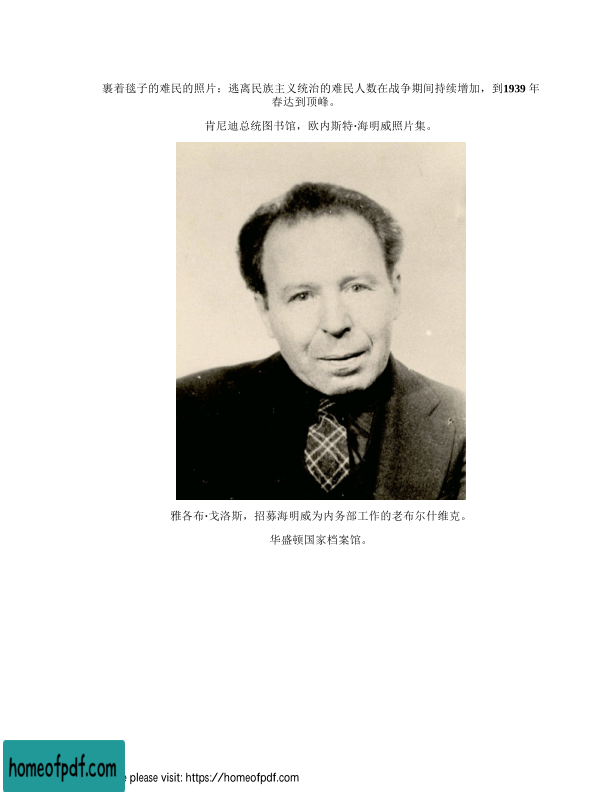 裹着毯子的难民的照片：逃离民族主义统治的难民人数在战争期间持续增加，到1939 年
春达到顶峰。
肯尼迪总统图书馆，欧内斯特·海明威照片集。
雅各布·戈洛斯，招募海明威为内务部工作的老布尔什维克。
华盛顿国家档案馆。
homeofpdf.com
e please visit: https://homeofpdf.com